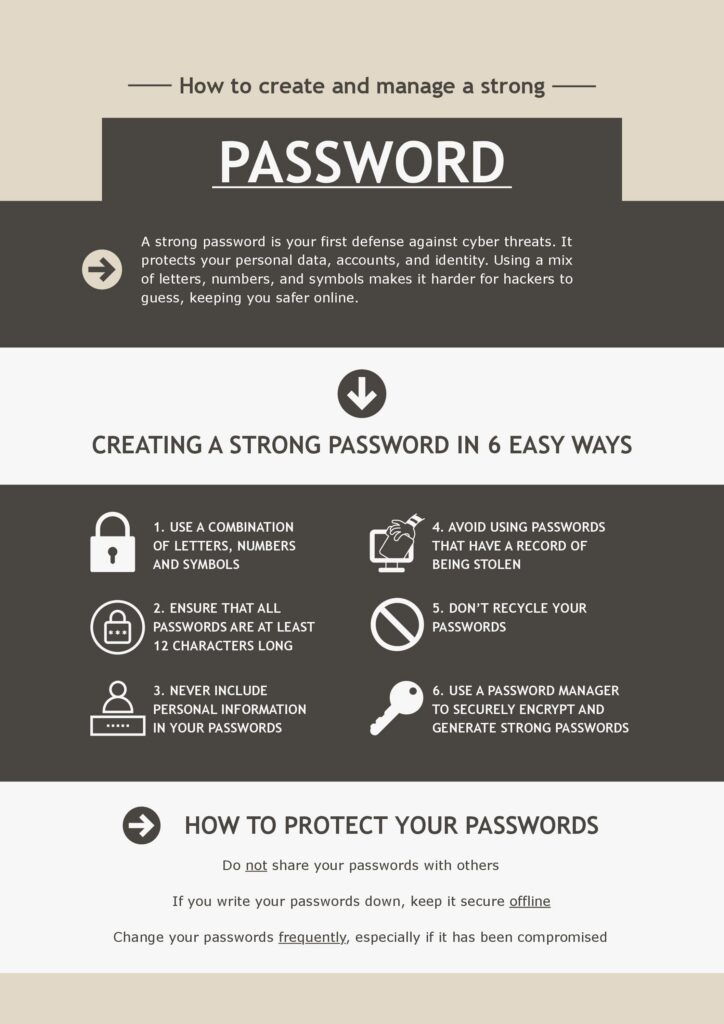 How to create and manage a strong
PASSWORD
A strong password is your first defense against cyber threats. It
protects your personal data, accounts, and identity. Using a mix
of letters, numbers, and symbols makes it harder for hackers to
guess, keeping you safer online.
CREATING A STRONG PASSWORD IN 6 EASY WAYS
1. USE A COMBINATION
OF LETTERS, NUMBERS
AND SYMBOLS
2. ENSURE THAT ALL
PASSWORDS ARE AT LEAST
12 CHARACTERS LONG
3. NEVER INCLUDE
PERSONAL INFORMATION
IN YOUR PASSWORDS
4. AVOID USING PASSWORDS
THAT HAVE A RECORD OF
BEING STOLEN
5. DON’T RECYCLE YOUR
PASSWORDS
6. USE A PASSWORD MANAGER
TO SECURELY ENCRYPT AND
GENERATE STRONG PASSWORDS
HOW TO PROTECT YOUR PASSWORDS
Do not share your passwords with others
If you write your passwords down, keep it secure offline
Change your passwords frequently, especially if it has been compromised